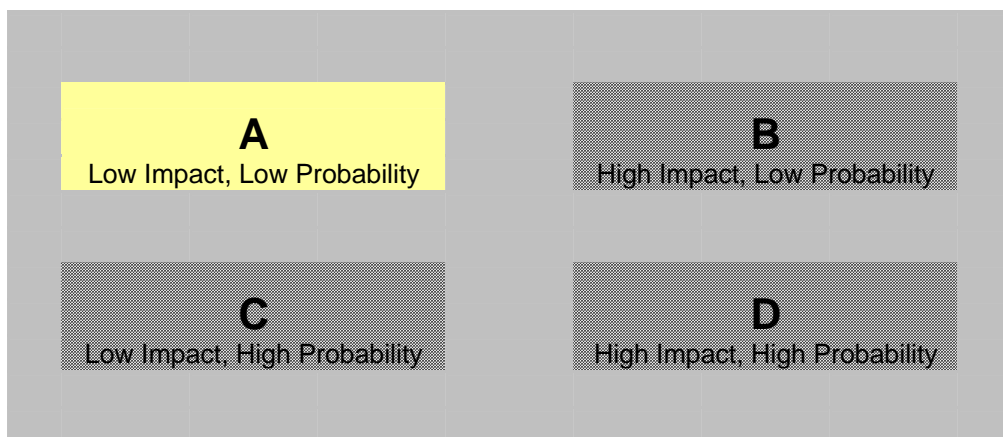 A
Low Impact, Low Probability
B
High Impact, Low Probability
C
Low Impact, High Probability
D
High Impact, High Probability